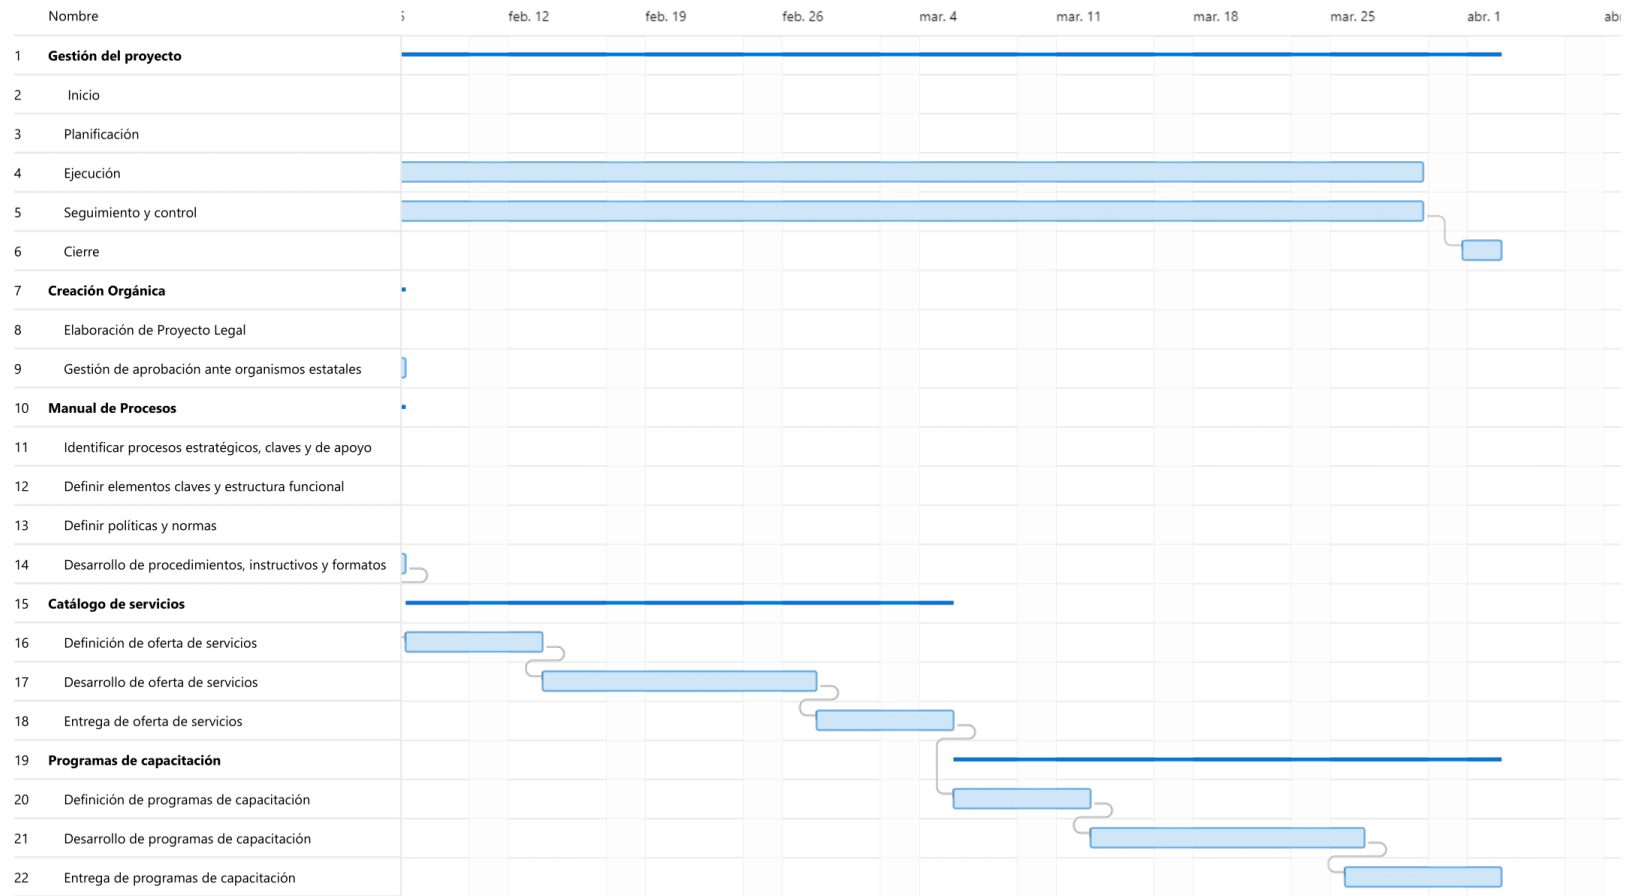 Nombre feb. 12 feb. 19 feb. 26 mar. 4 mar. 11 mar. 18 mar. 25 abr. 1
1 Gestión del proyecto
2 Inicio
3 Planificación
4 Ejecución
5 Seguimiento y control
6 Cierre
7 Creación Orgánica
8 Elaboración de Proyecto Legal
9 Gestión de aprobación ante organismos estatales
10 Manual de Procesos
11 Identificar procesos estratégicos, claves y de apoyo
12 Definir elementos claves y estructura funcional
13 Definir políticas y normas
14 Desarrollo de procedimientos, instructivos y formatos
15 Catálogo de servicios
16 Definición de oferta de servicios
17 Desarrollo de oferta de servicios
18 Entrega de oferta de servicios
19 Programas de capacitación
20 Definición de programas de capacitación
21 Desarrollo de programas de capacitación
22 Entrega de programas de capacitación